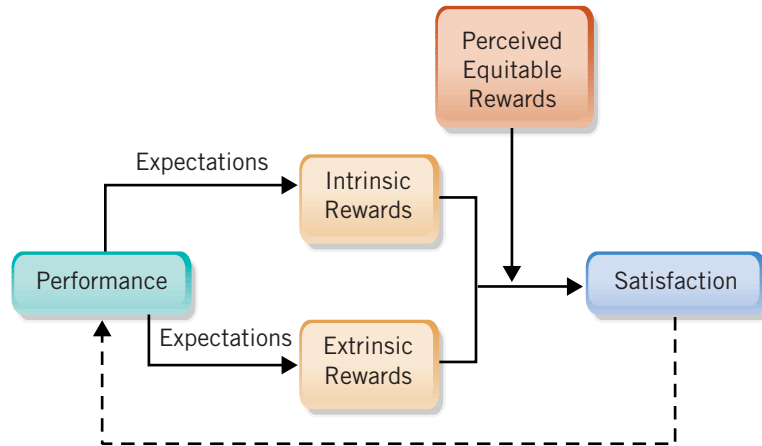 Perceived
Equitable
Rewards
Expectations
Intrinsic
Rewards
Performance
Satisfaction
Expectations
Extrinsic
Rewards